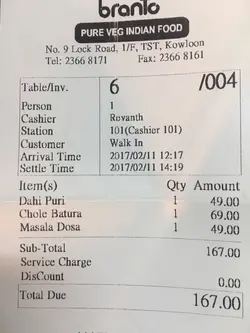 branto
PURE VEG INDIAN FOOD
No. 9 Lock Road, 1/F, TST, Kowloon
Tel: 2366 8171 Fax: 2366 8161
Table/Inv. 6 /004
Person 1
Cashier Revanth
Station 101(Cashier 101)
Customer Walk In
Arrival Time 2017/02/11 12:17
Settle Time 2017/02/11 14:19
Item(s) Qty Amount
Dahi Puri 1 49.00
Chole Batura 1 69.00
Masala Dosa 1 49.00
Sub-Total 167.00
Service Charge
DisCount 0.00
Total Due 167.00